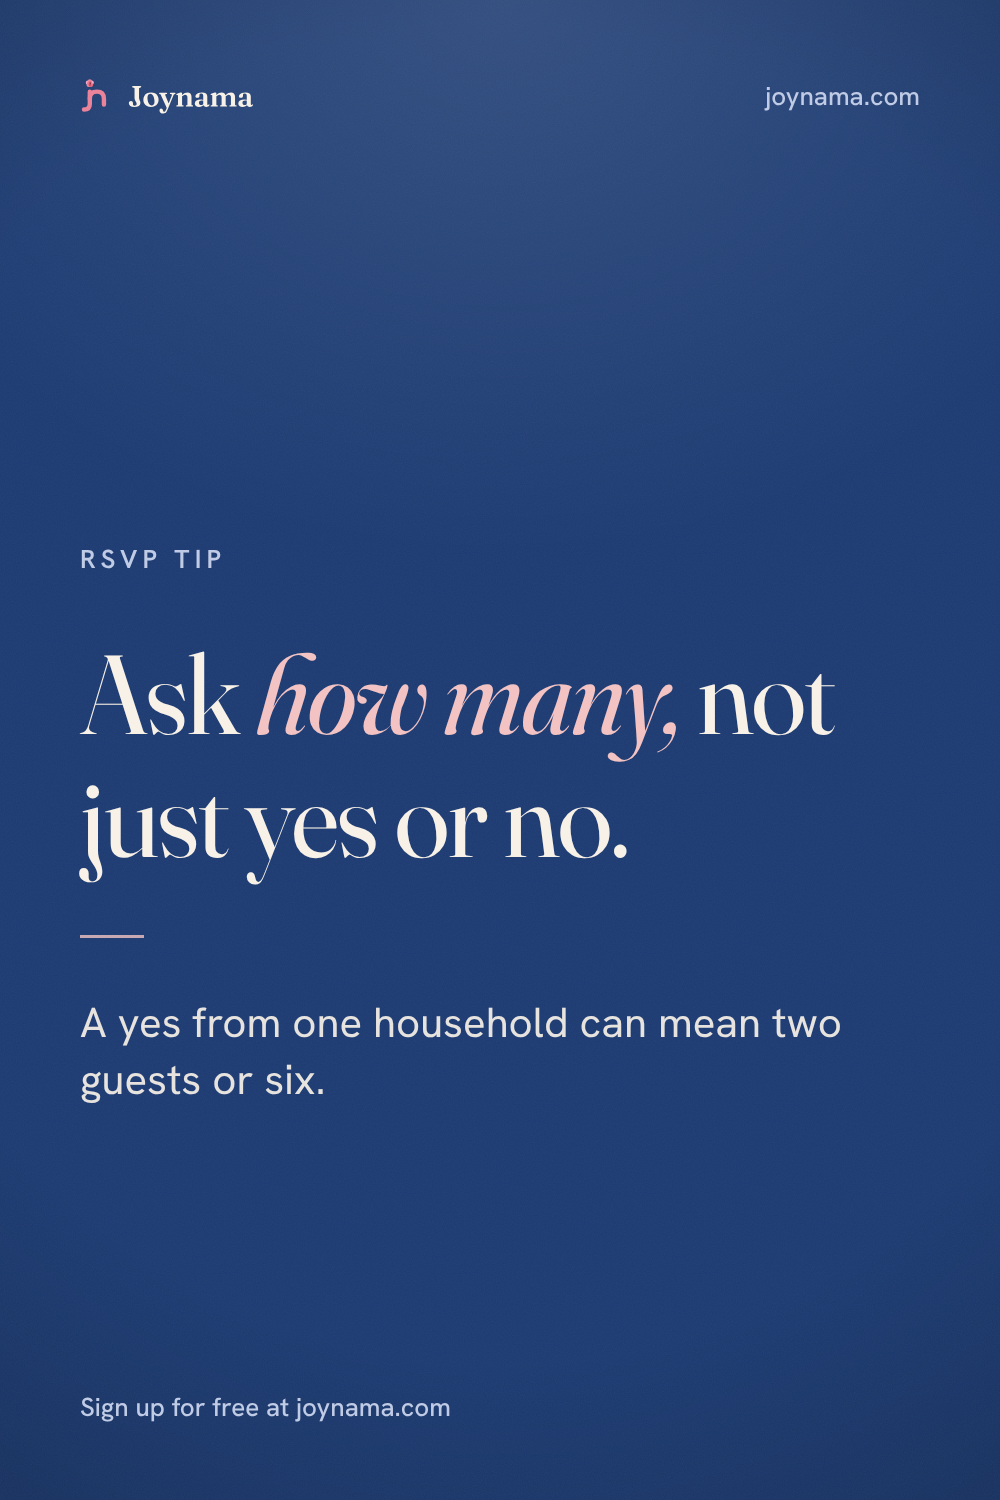 Joynama
joynama.com
RSVP TIP
Ask how many, not
just yes or no.
A yes from one household can mean two
guests or six.
Sign up for free at joynama.com